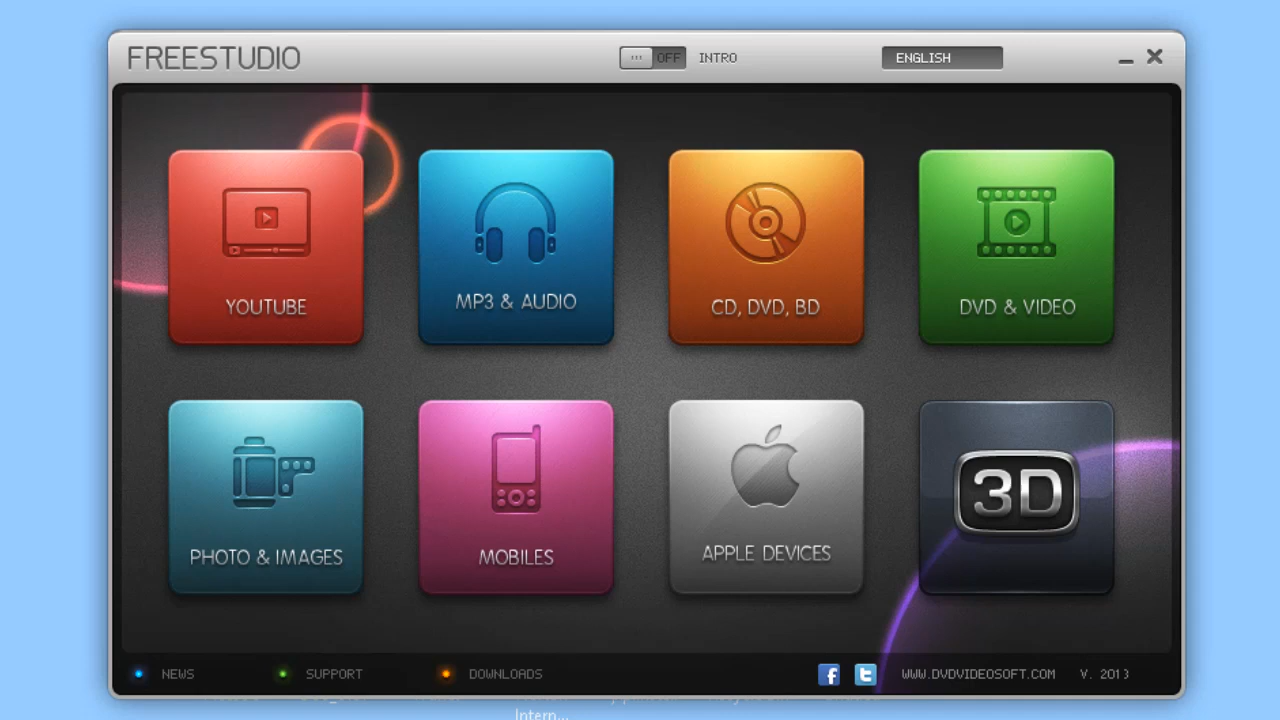 FREESTUDIO
OFF INTRO
ENGLISH
YOUTUBE
MP3 & AUDIO
CD, DVD, BD
DVD & VIDEO
PHOTO & IMAGES
MOBILES
APPLE DEVICES
3D
NEWS
SUPPORT
DOWNLOADS
WWW.DVDVIDEOSOFT.COM
V. 2013
Intern...